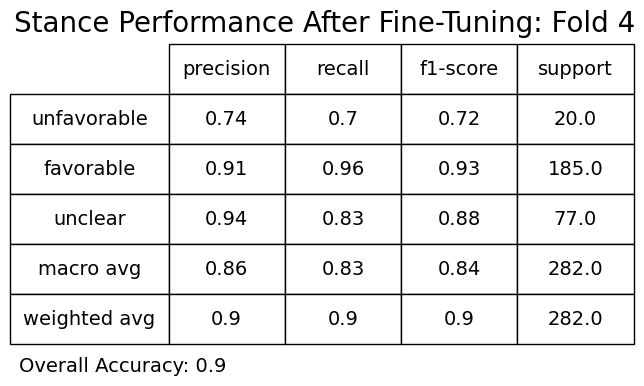 Stance Performance After Fine-Tuning: Fold 4
precision recall f1-score support
unfavorable 0.74 0.7 0.72 20.0
favorable 0.91 0.96 0.93 185.0
unclear 0.94 0.83 0.88 77.0
macro avg 0.86 0.83 0.84 282.0
weighted avg 0.9 0.9 0.9 282.0
Overall Accuracy: 0.9